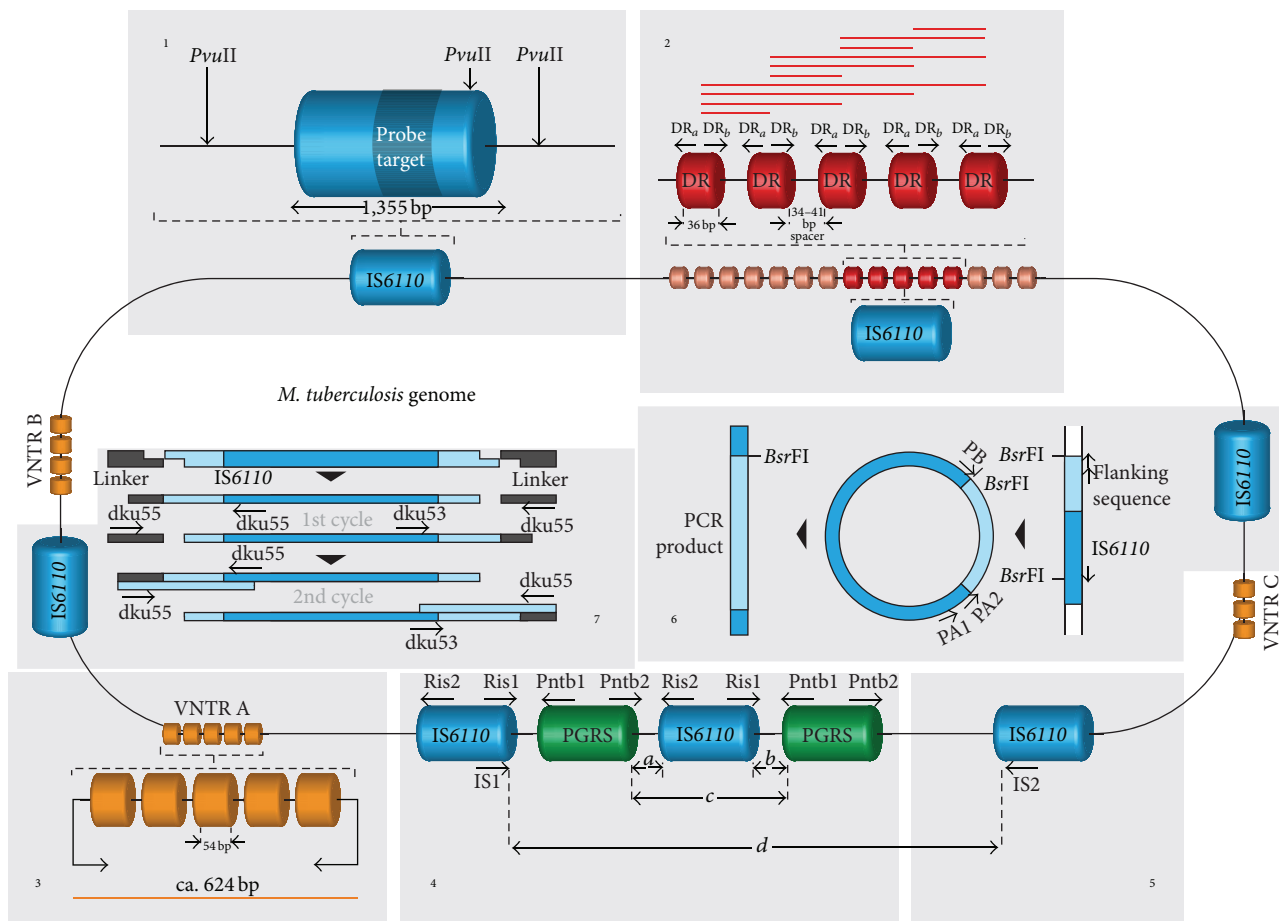 1
PvuII
PvuII
PvuII
Probe
target
1,355 bp
IS6110
2
DRa DRb DRa DRb DRa DRb DRa DRb DRa DRb
DR DR DR DR DR
36 bp
34–41
bp
spacer
IS6110
M. tuberculosis genome
VNTR B
IS6110
Linker
IS6110
Linker
dku55
dku55
1st cycle
dku53
dku55
dku55
dku55
2nd cycle
dku55
dku53
7
BsrFI
PCR
product
PB
BsrFI
PA1
PA2
BsrFI
Flanking
sequence
IS6110
BsrFI
6
IS6110
VNTR C
VNTR A
54 bp
ca. 624 bp
3
Ris2 Ris1 Pntb1 Pntb2 Ris2 Ris1 Pntb1 Pntb2
IS6110 PGRS IS6110 PGRS
IS1
a
b
c
d
4
IS6110
IS2
5